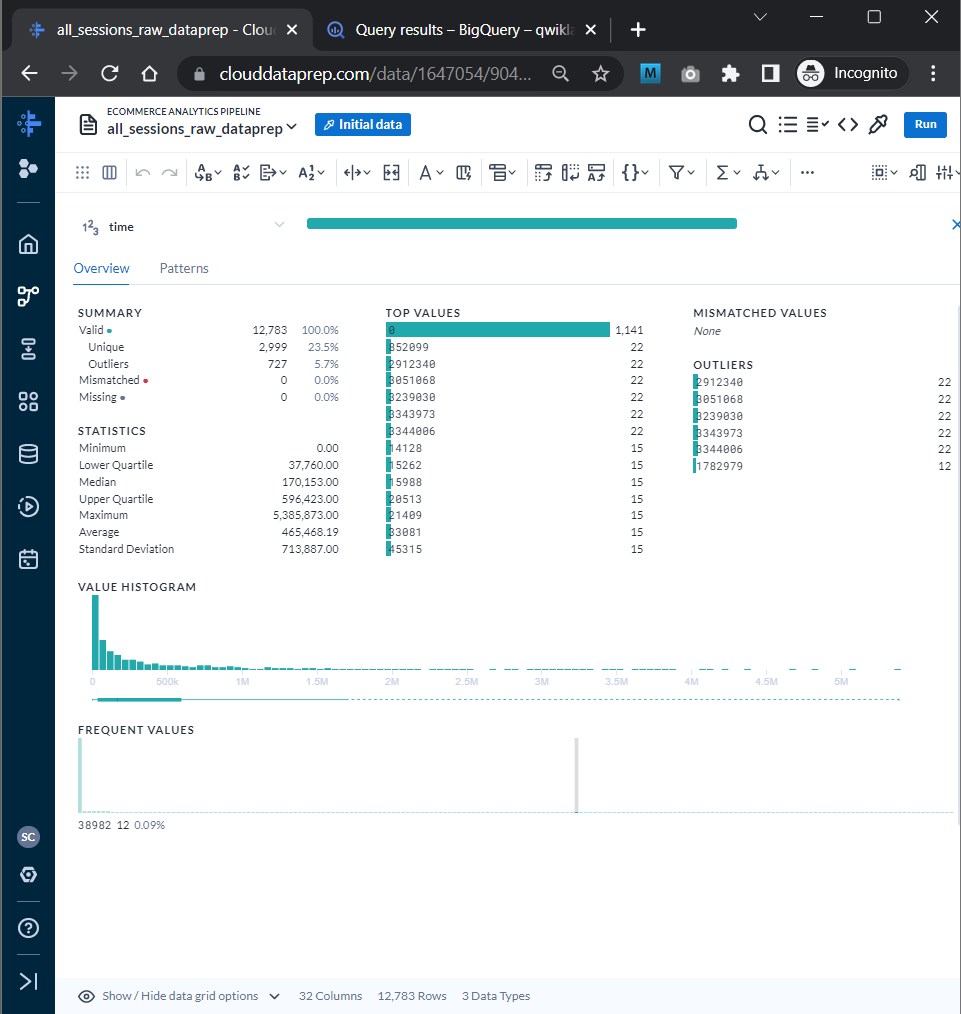 all_sessions_raw_dataprep - Clou
Query results – BigQuery – qwikla
clouddataprep.com/data/1647054/904...
M
Incognito
ECOMMERCE ANALYTICS PIPELINE
all_sessions_raw_dataprep
Initial data
Run
time
Overview Patterns
SUMMARY
Valid 12,783 100.0%
Unique 2,999 23.5%
Outliers 727 5.7%
Mismatched 0 0.0%
Missing 0 0.0%
STATISTICS
Minimum 0.00
Lower Quartile 37,760.00
Median 170,153.00
Upper Quartile 596,423.00
Maximum 5,385,873.00
Average 465,468.19
Standard Deviation 713,887.00
TOP VALUES
0 1,141
852099 22
2912340 22
3051068 22
3239030 22
3343973 22
3344006 22
14128 15
15262 15
15988 15
20513 15
21409 15
33081 15
45315 15
MISMATCHED VALUES
None
OUTLIERS
2912340 22
3051068 22
3239030 22
3343973 22
3344006 22
1782979 12
VALUE HISTOGRAM
0 500k 1M 1.5M 2M 2.5M 3M 3.5M 4M 4.5M 5M
FREQUENT VALUES
38982 12 0.09%
SC
Show / Hide data grid options 32 Columns 12,783 Rows 3 Data Types